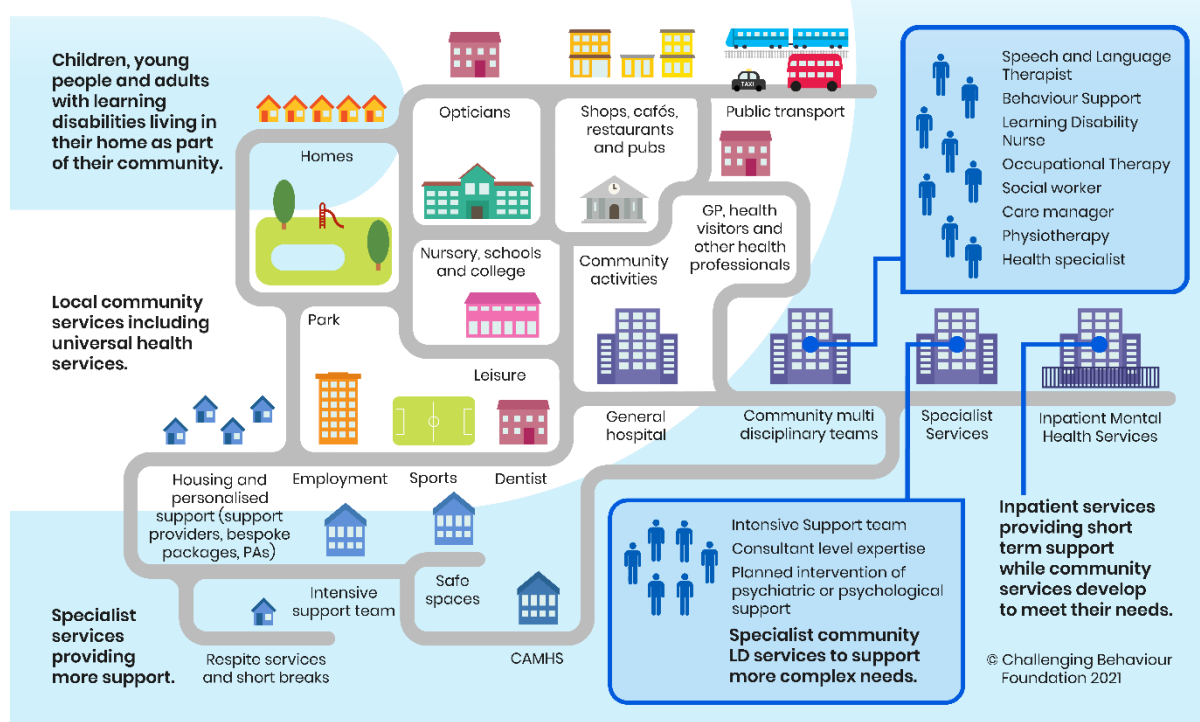 Children, young
people and adults
with learning
disabilities living in
their home as part
of their community.
Homes
Opticians
Shops, cafés,
restaurants
and pubs
TAXI
Public transport
Nursery, schools
and college
Community
activities
GP, health
visitors and
other health
professionals
Speech and Language
Therapist
Behaviour Support
Learning Disability
Nurse
Occupational Therapy
Social worker
Care manager
Physiotherapy
Health specialist
Local community
services including
universal health
services.
Park
Leisure
General
hospital
Community multi
disciplinary teams
Specialist
Services
Inpatient Mental
Health Services
Housing and
personalised
support (support
providers, bespoke
packages, PAs)
Employment
Sports
Dentist
Intensive
support team
Safe
spaces
Specialist
services
providing
more support.
Respite services
and short breaks
CAMHS
Intensive Support team
Consultant level expertise
Planned intervention of
psychiatric or psychological
support
Specialist community
LD services to support
more complex needs.
Inpatient services
providing short
term support
while community
services develop
to meet their needs.
© Challenging Behaviour
Foundation 2021